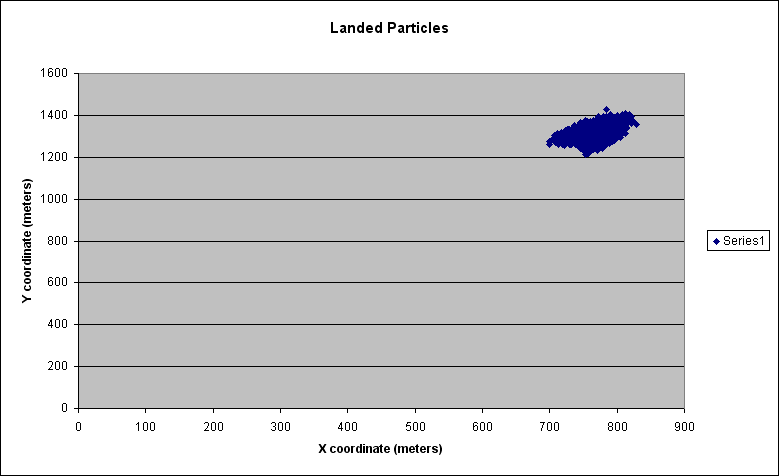 Landed Particles
1600
1400
1200
1000
800
600
400
200
0
Y coordinate (meters)
0 100 200 300 400 500 600 700 800 900
X coordinate (meters)
Series1